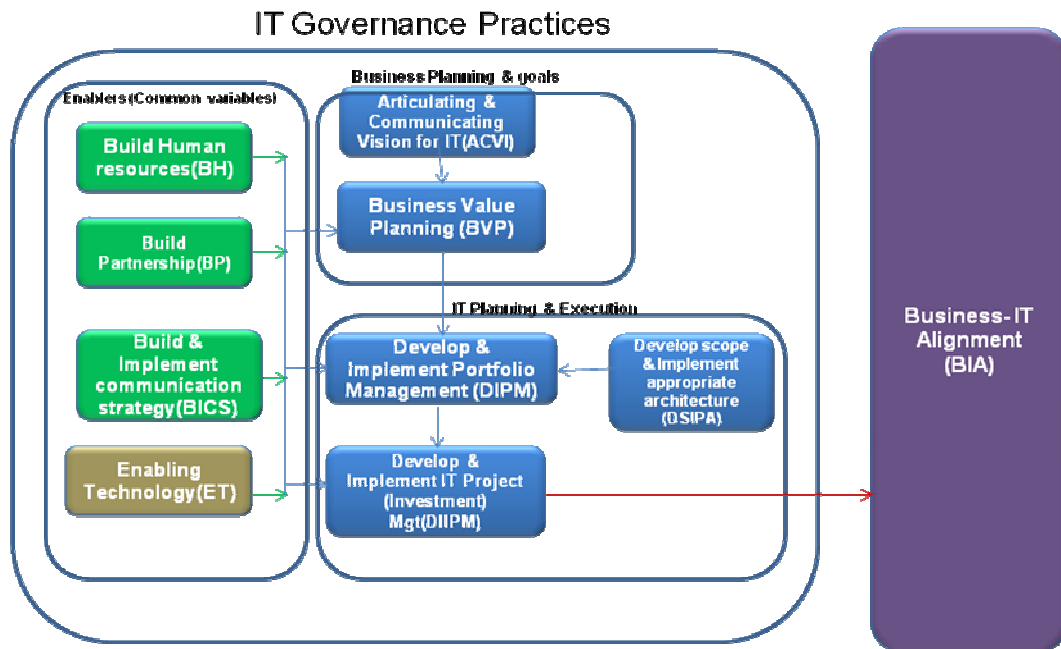 IT Governance Practices
Business Planning & goals
Enablers (Common variables)
Articulating &
Communicating
Vision for IT(ACVI)
Build Human
resources(BH)
Business Value
Planning (BVP)
Build
Partnership(BP)
IT Planning & Execution
Build &
Implement
communication
strategy(BICS)
Develop &
Implement Portfolio
Management (DIPM)
Develop scope
& Implement
appropriate
architecture
(DSIPA)
Enabling
Technology(ET)
Develop &
Implement IT Project
(Investment)
Mgt(DIIPM)
Business-IT
Alignment
(BIA)